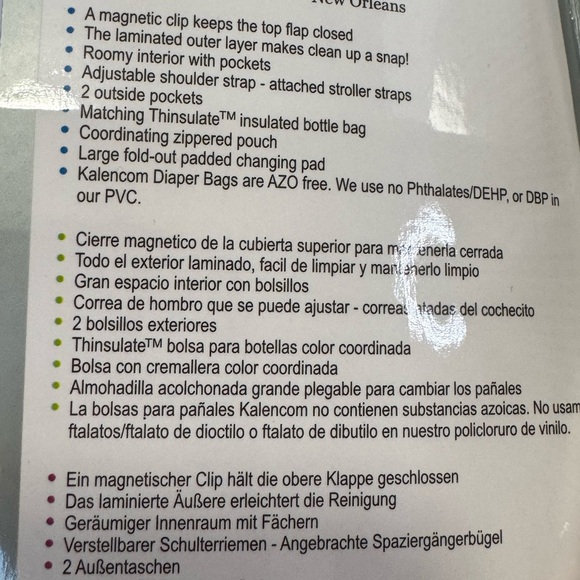 New Orleans
• A magnetic clip keeps the top flap closed
• The laminated outer layer makes clean up a snap!
• Roomy interior with pockets
• Adjustable shoulder strap - attached stroller straps
• 2 outside pockets
• Matching Thinsulate™ insulated bottle bag
• Coordinating zippered pouch
• Large fold-out padded changing pad
• Kalencom Diaper Bags are AZO free. We use no Phthalates/DEHP, or DBP in
our PVC.
• Cierre magnetico de la cubierta superior para mantenerla cerrada
• Todo el exterior laminado, facil de limpiar y mantenerlo limpio
• Gran espacio interior con bolsillos
• Correa de hombro que se puede ajustar - correas atadas del cochecito
• 2 bolsillos exteriores
• Thinsulate™ bolsa para botellas color coordinada
• Bolsa con cremallera color coordinada
• Almohadilla acolchonada grande plegable para cambiar los pañales
• La bolsas para pañales Kalencom no contienen substancias azoicas. No usam
ftalatos/ftalato de dioctilo o ftalato de dibutilo en nuestro policloruro de vinilo.
• Ein magnetischer Clip hält die obere Klappe geschlossen
• Das laminierte Äußere erleichtert die Reinigung
• Geräumiger Innenraum mit Fächern
• Verstellbarer Schulterriemen - Angebrachte Spaziergängerbügel
• 2 Außentaschen